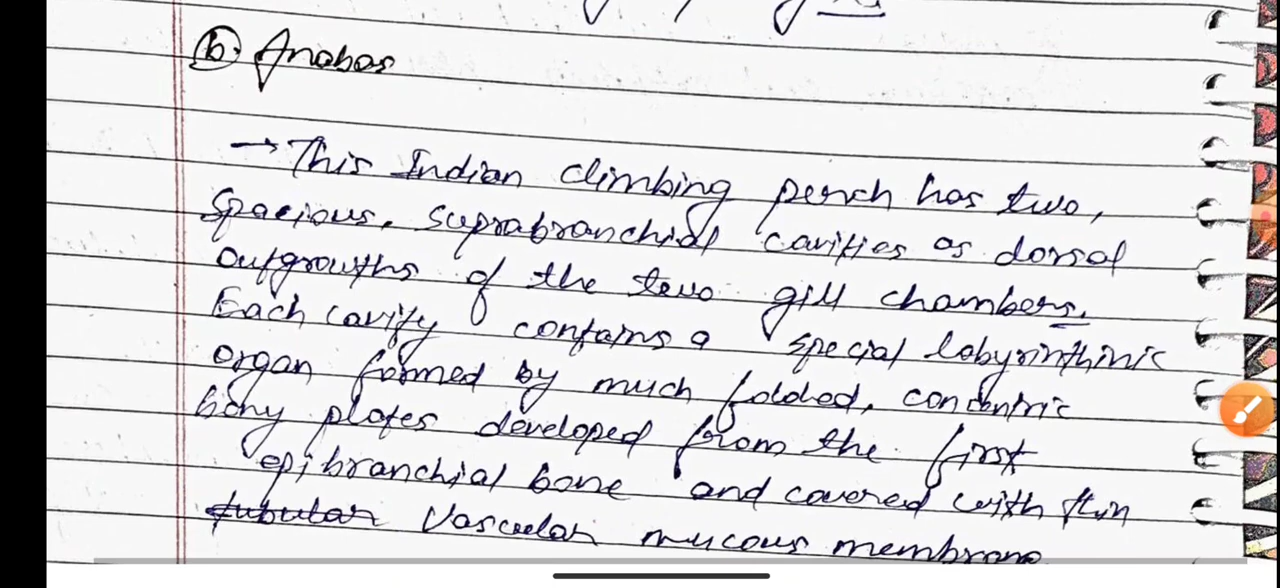 (b) Anabas
→ This Indian climbing perch has two,
spacious, suprabranchial cavities as dorsal
outgrowths of the two gill chambers.
Each cavity contains a special labyrinthinic
organ formed by much folded, concentric
bony plates developed from the first
epibranchial bone and covered with thin
tubular vascular mucous membrane